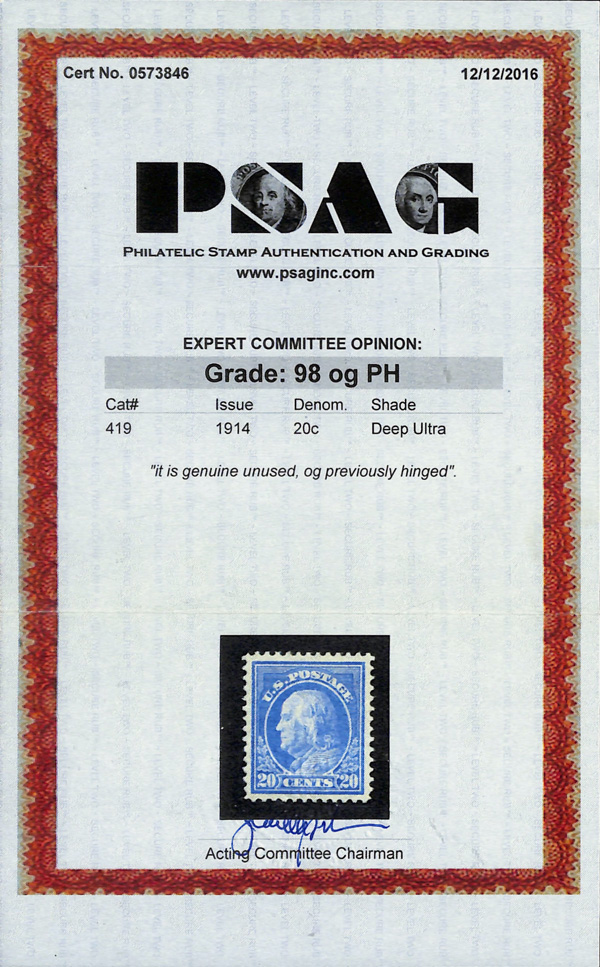 Cert No. 0573846 12/12/2016
PSAG
PHILATELIC STAMP AUTHENTICATION AND GRADING
www.psaginc.com
EXPERT COMMITTEE OPINION:
Grade: 98 og PH
Cat# Issue Denom. Shade
419 1914 20c Deep Ultra
"it is genuine unused, og previously hinged".
U.S. POSTAGE
20 CENTS 20
Acting Committee Chairman